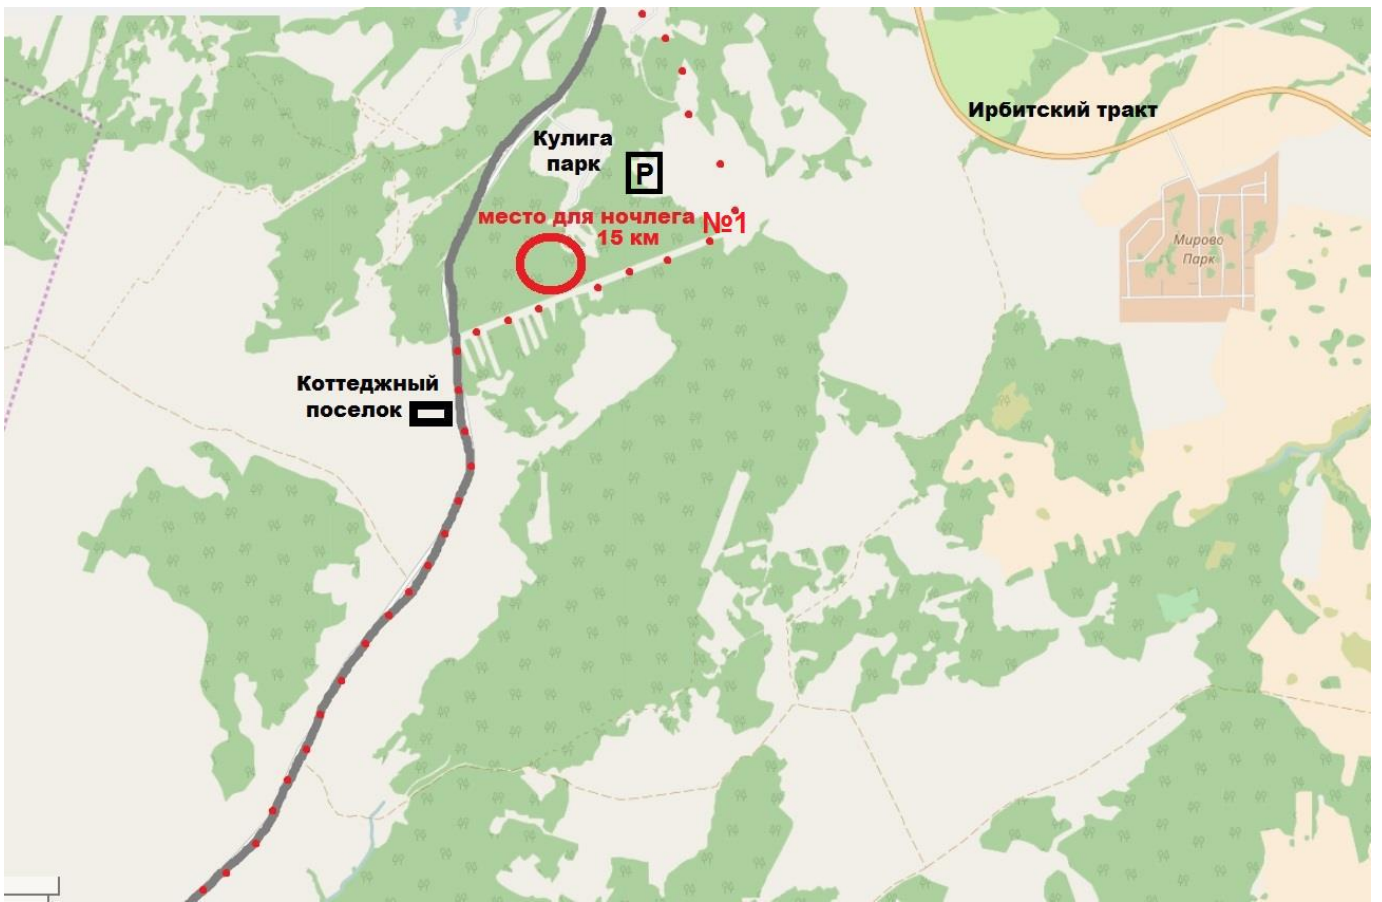 Ирбитский тракт
Кулига
парк
P
место для ночлега №1
15 км
Мирово
Парк
Коттеджный
поселок